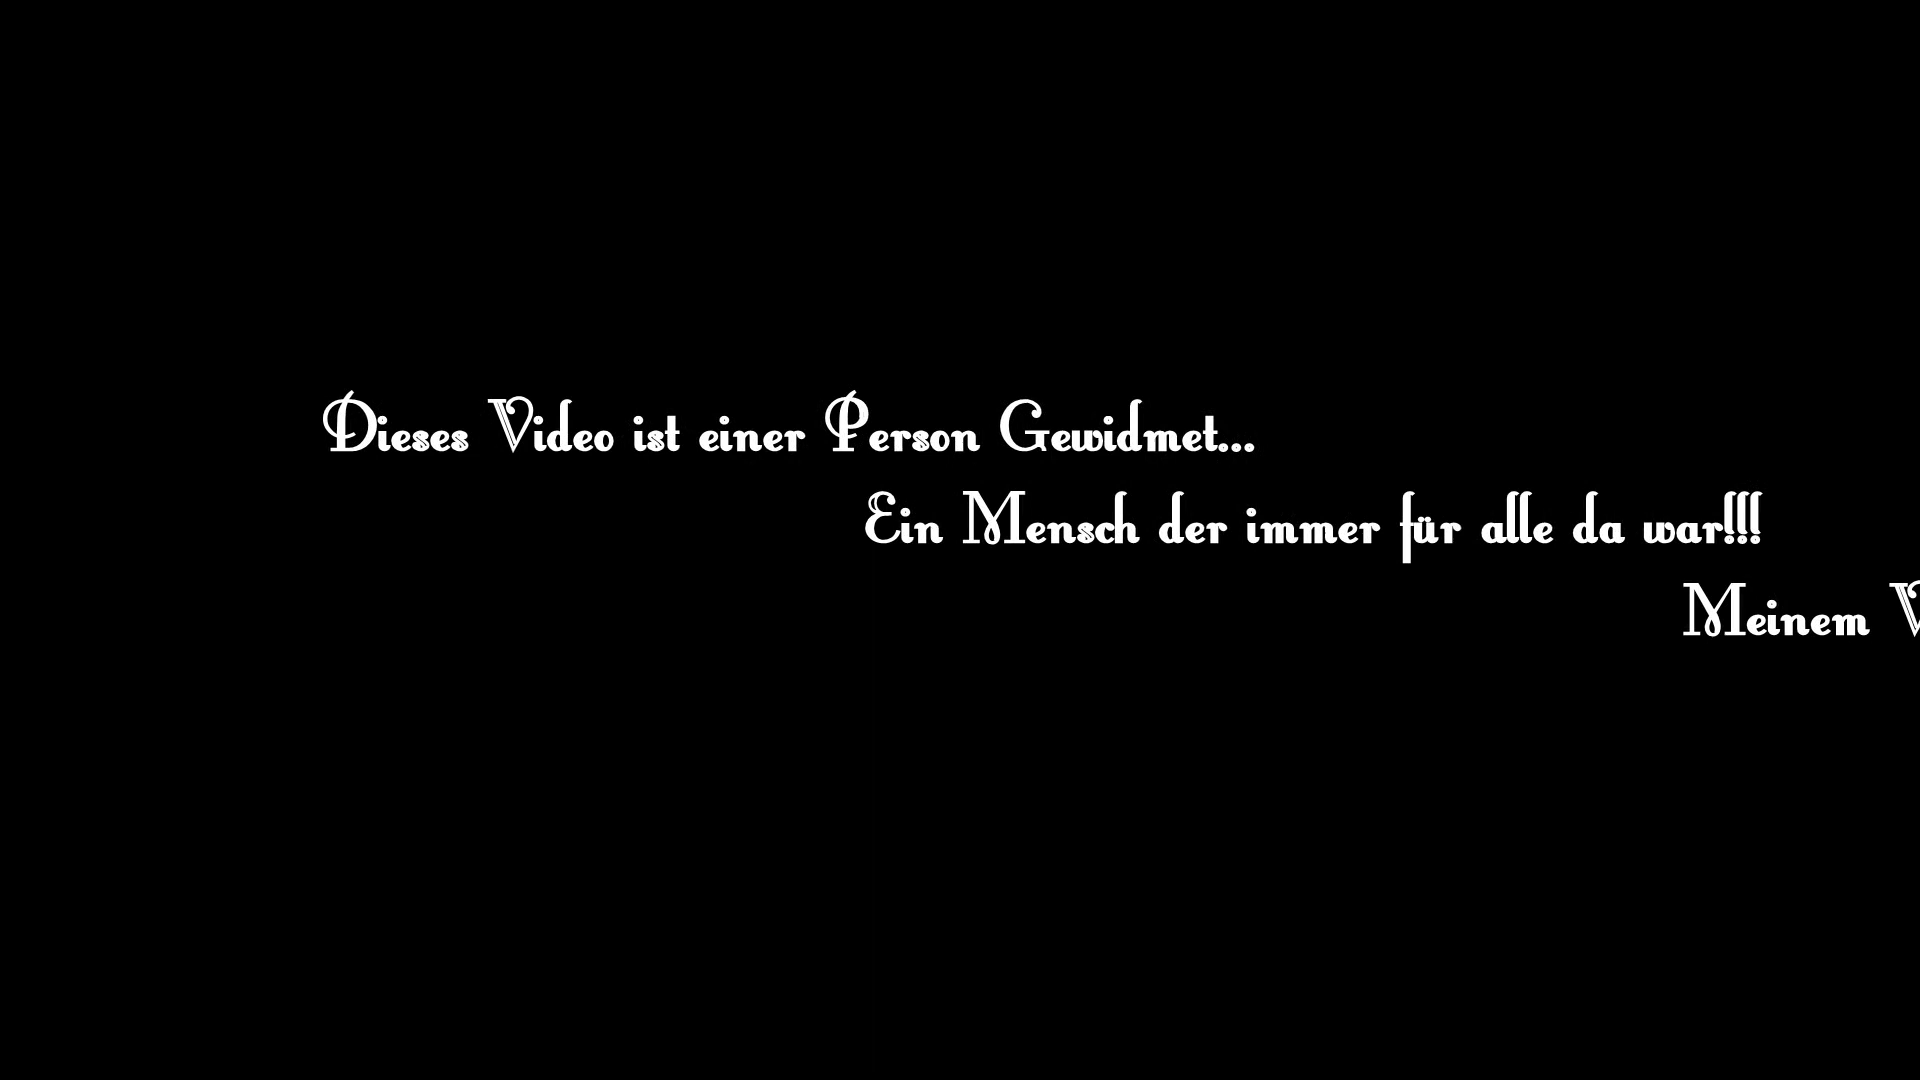 Dieses Video ist einer Person Gewidmet...
Ein Mensch der immer für alle da war!!!
Meinem